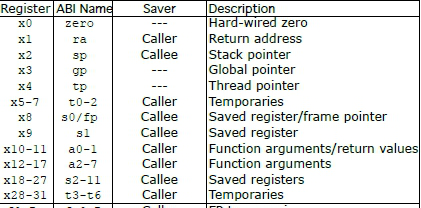 Register ABI Name Saver Description
x0 zero --- Hard-wired zero
x1 ra Caller Return address
x2 sp Callee Stack pointer
x3 gp --- Global pointer
x4 tp --- Thread pointer
x5-7 t0-2 Caller Temporaries
x8 s0/fp Callee Saved register/frame pointer
x9 s1 Callee Saved register
x10-11 a0-1 Caller Function arguments/return values
x12-17 a2-7 Caller Function arguments
x18-27 s2-11 Callee Saved registers
x28-31 t3-t6 Caller Temporaries